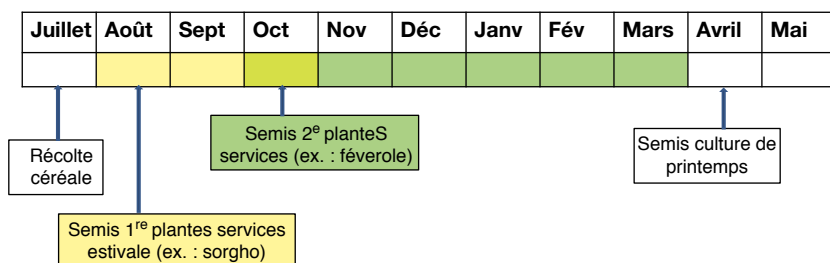 Juillet Août Sept Oct Nov Déc Janv Fév Mars Avril Mai
Récolte
céréale
Semis 1re plantes services
estivale (ex. : sorgho)
Semis 2e planteS
services (ex. : féverole)
Semis culture de
printemps